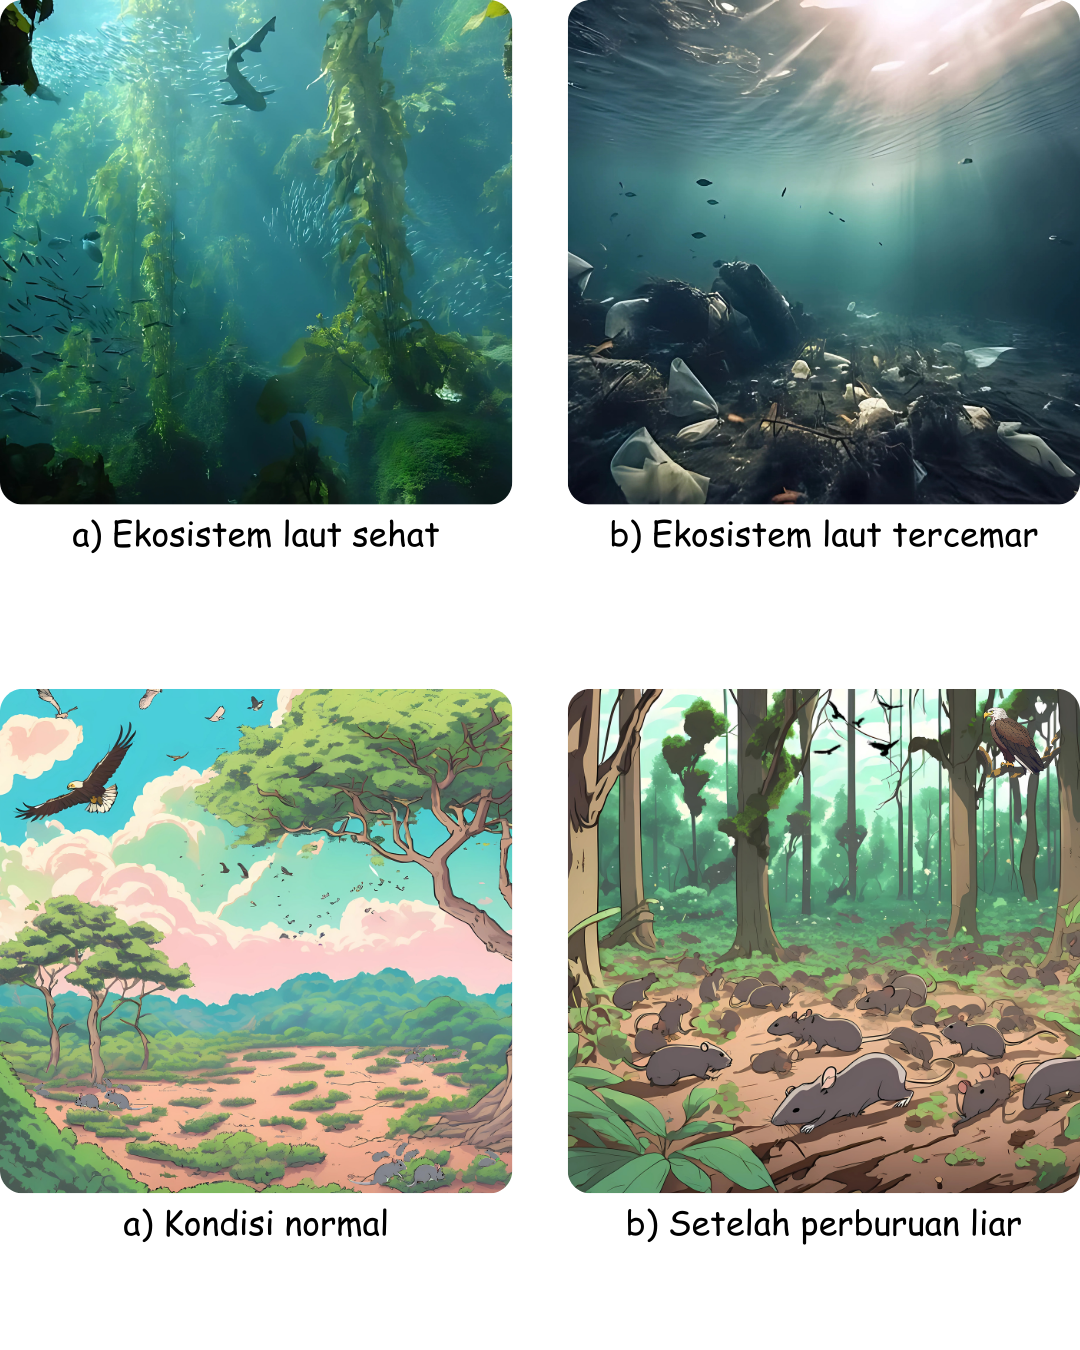 a) Ekosistem laut sehat
b) Ekosistem laut tercemar
a) Kondisi normal
b) Setelah perburuan liar